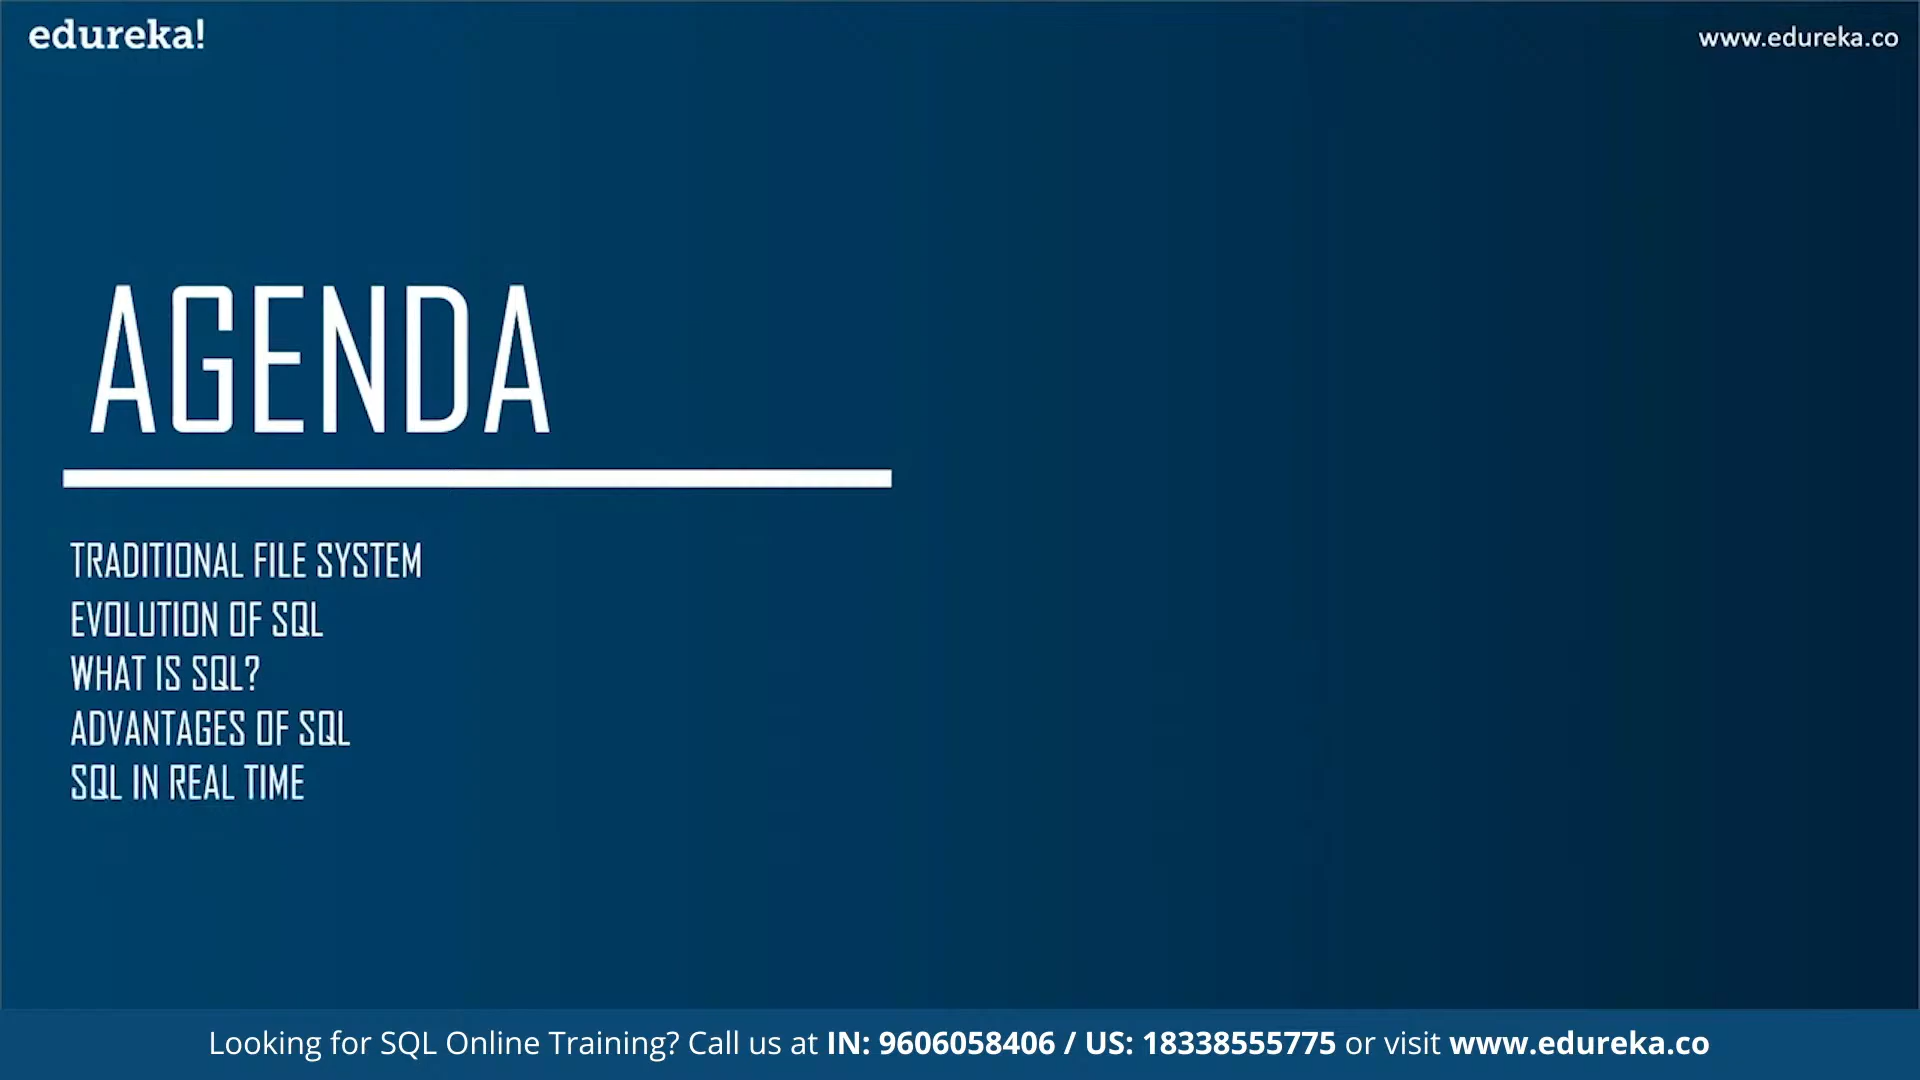 edureka!
www.edureka.co
AGENDA
TRADITIONAL FILE SYSTEM
EVOLUTION OF SQL
WHAT IS SQL?
ADVANTAGES OF SQL
SQL IN REAL TIME
Looking for SQL Online Training? Call us at IN: 9606058406 / US: 18338555775 or visit www.edureka.co